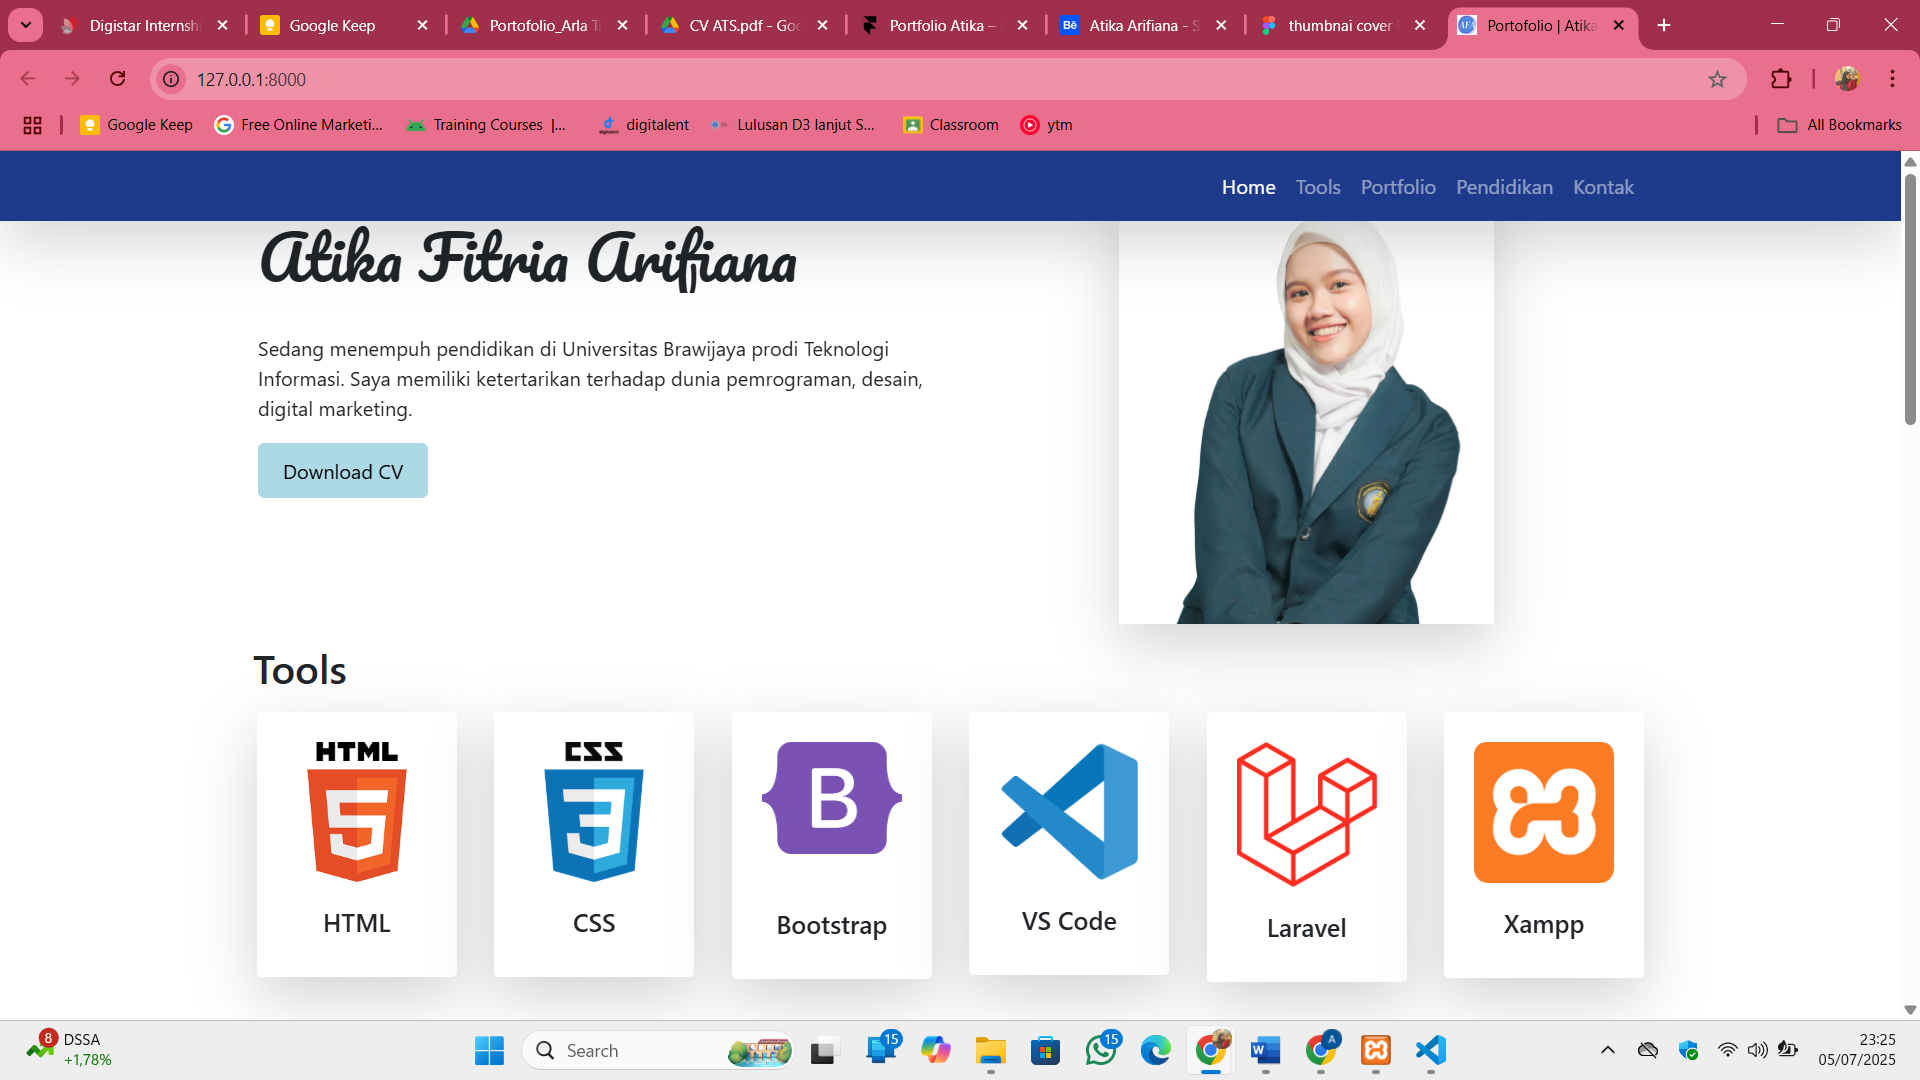 Digistar Internshi
Google Keep
Portofolio_Arla T
CV ATS.pdf - Goo
Portfolio Atika –
Bē
Atika Arifiana - S
thumbnai cover
Portofolio | Atika
127.0.0.1:8000
Google Keep
Free Online Marketi...
Training Courses |...
digitalent
Lulusan D3 lanjut S...
Classroom
ytm
All Bookmarks
Home
Tools
Portfolio
Pendidikan
Kontak
Atika Fitria Arifiana
Sedang menempuh pendidikan di Universitas Brawijaya prodi Teknologi
Informasi. Saya memiliki ketertarikan terhadap dunia pemrograman, desain,
digital marketing.
Download CV
Tools
HTML
5
HTML
CSS
3
CSS
B
Bootstrap
VS Code
Laravel
Xampp
8
DSSA
+1,78%
Search
15
15
W
A
23:25
05/07/2025